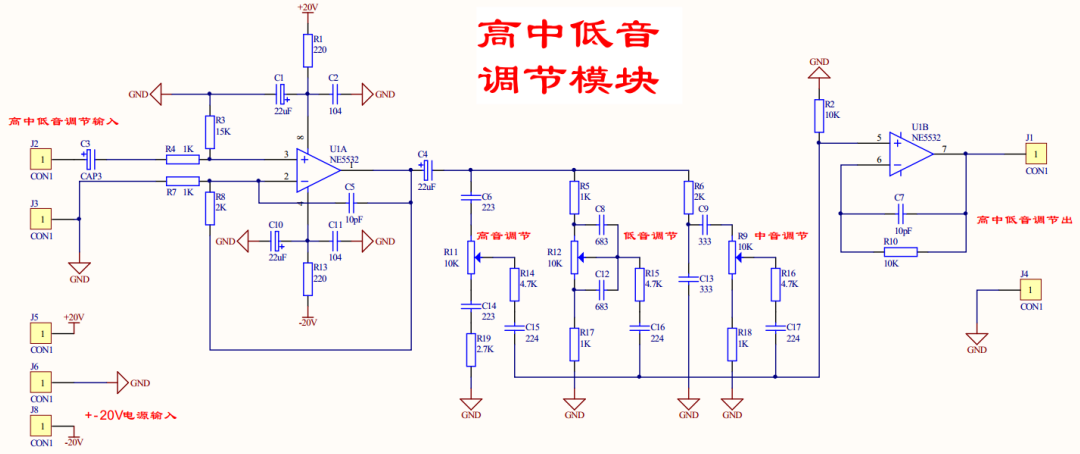 高中低音
调节模块
+20V
R1
220
GND
C1
22uF
C2
104
GND
R3
15K
高中低音调节输入
J2
1
CON1
C3
CAP3
R4 1K
R7 1K
R8
2K
8
3
2
4
1
U1A
NE5532
C5
10pF
C4
22uF
J3
1
CON1
GND
GND
C10
22uF
C11
104
GND
R13
220
-20V
C6
223
高音调节
R11
10K
R14
4.7K
C14
223
C15
224
R19
2.7K
GND
R5
1K
C8
683
低音调节
R12
10K
C12
683
R15
4.7K
R17
1K
C16
224
GND
R6
2K
C9
333
中音调节
R9
10K
C13
333
R16
4.7K
R18
1K
C17
224
GND
GND
GND
R2
10K
U1B
NE5532
5
6
7
C7
10pF
R10
10K
J1
1
CON1
高中低音调节出
J4
1
CON1
GND
J5
1
CON1
+20V
J6
1
CON1
GND
J8
1
CON1
-20V
+-20V电源输入